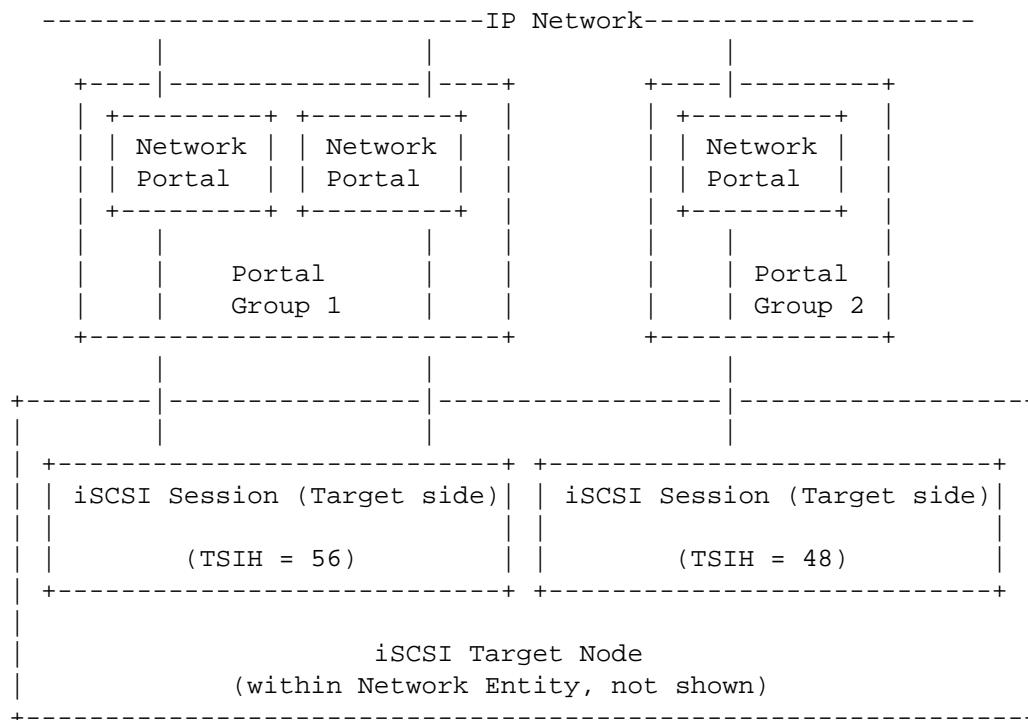 IP Network
Network Network Network
Portal Portal Portal
Portal Portal
Group 1 Group 2
iSCSI Session (Target side) iSCSI Session (Target side)
(TSIH = 56) (TSIH = 48)
iSCSI Target Node
(within Network Entity, not shown)